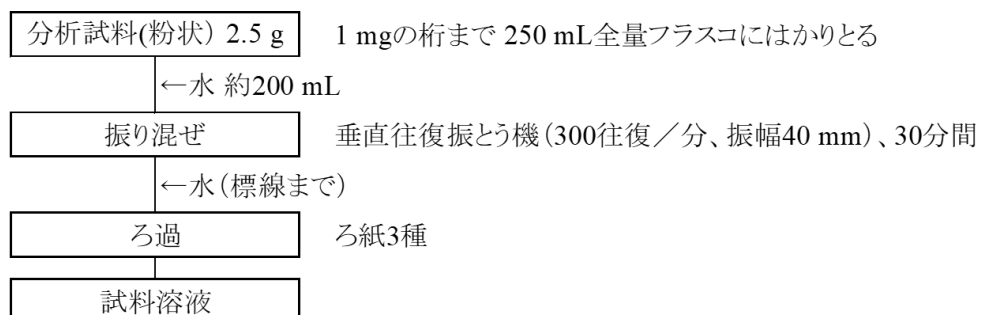 分析試料(粉状) 2.5 g 1 mgの桁まで 250 mL全量フラスコにはかりとる
←水 約200 mL
振り混ぜ 垂直往復振とう機(300往復/分、振幅40 mm)、30分間
←水(標線まで)
ろ過 ろ紙3種
試料溶液